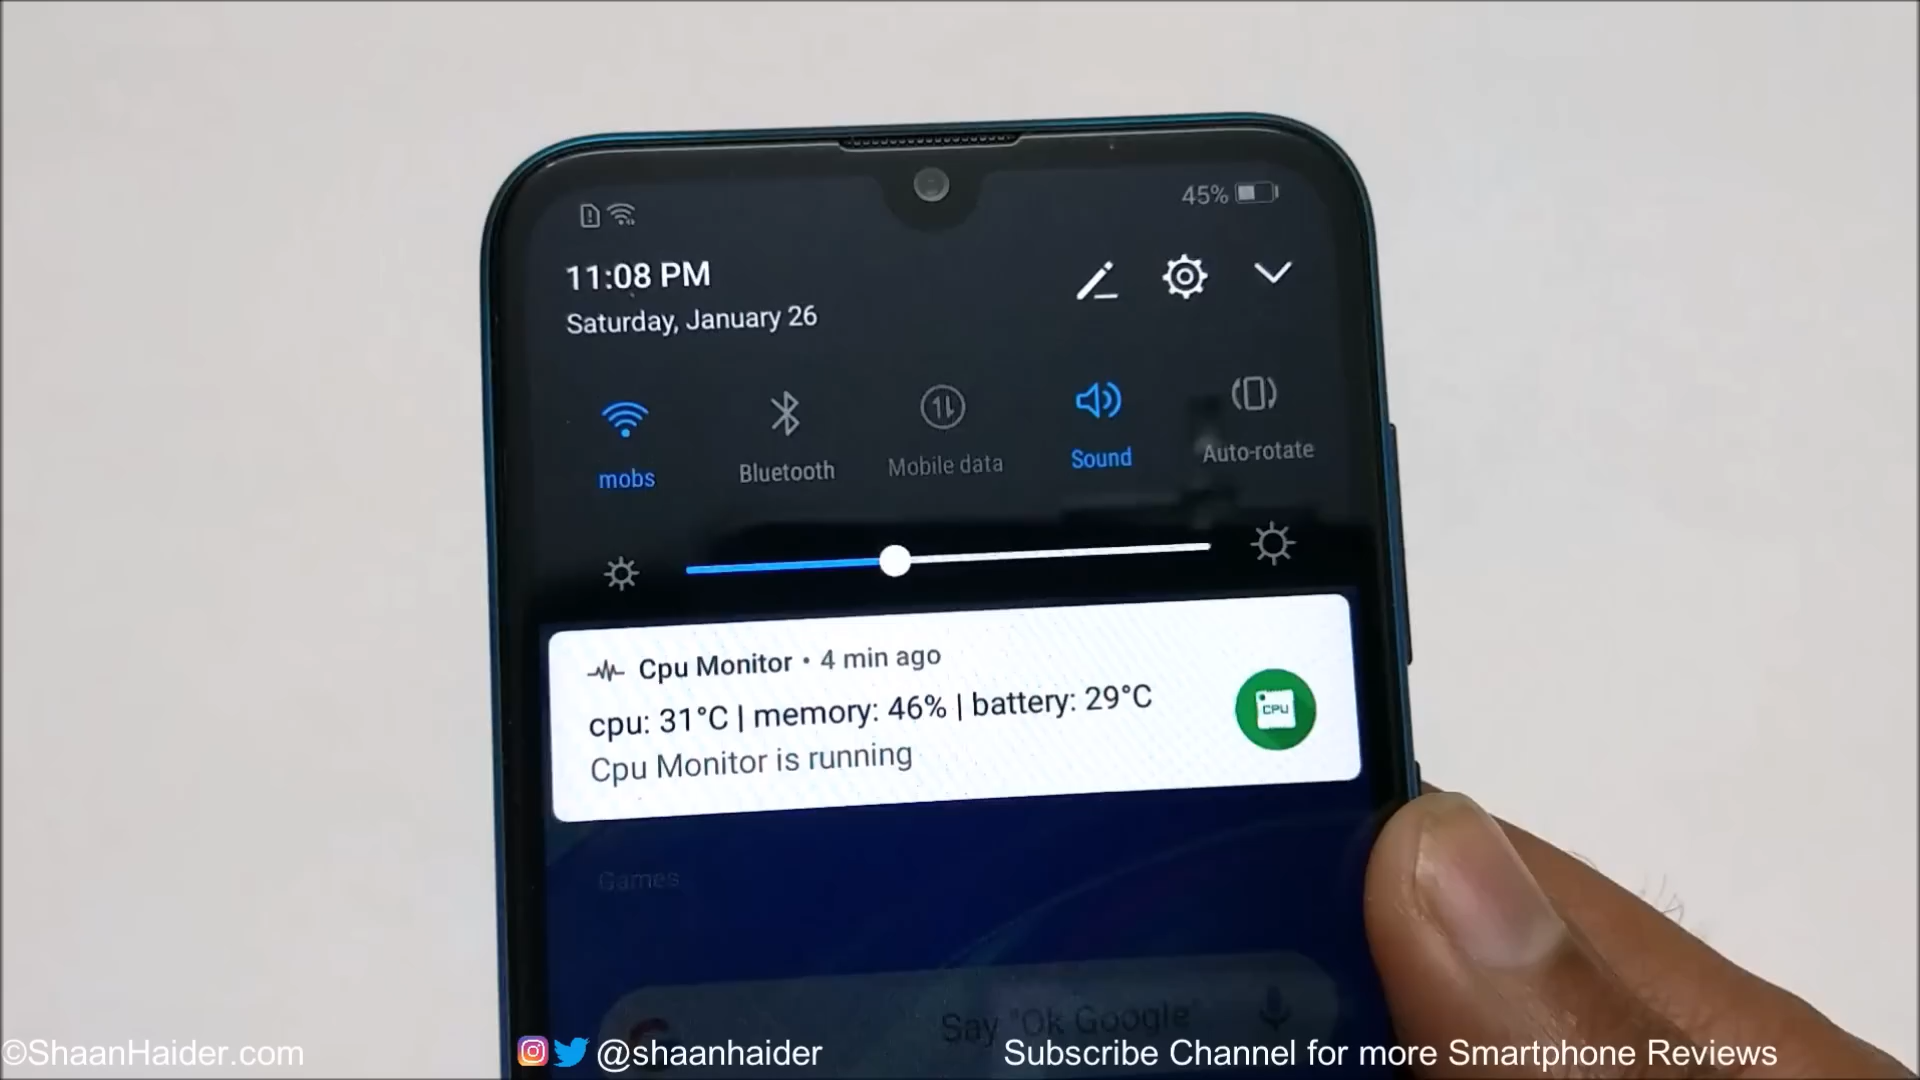 45%
11:08 PM
Saturday, January 26
mobs
Bluetooth
Mobile data
Sound
Auto-rotate
Cpu Monitor • 4 min ago
cpu: 31°C | memory: 46% | battery: 29°C
Cpu Monitor is running
CPU
Games
Say "Ok Google"
©ShaanHaider.com
@shaanhaider
Subscribe Channel for more Smartphone Reviews